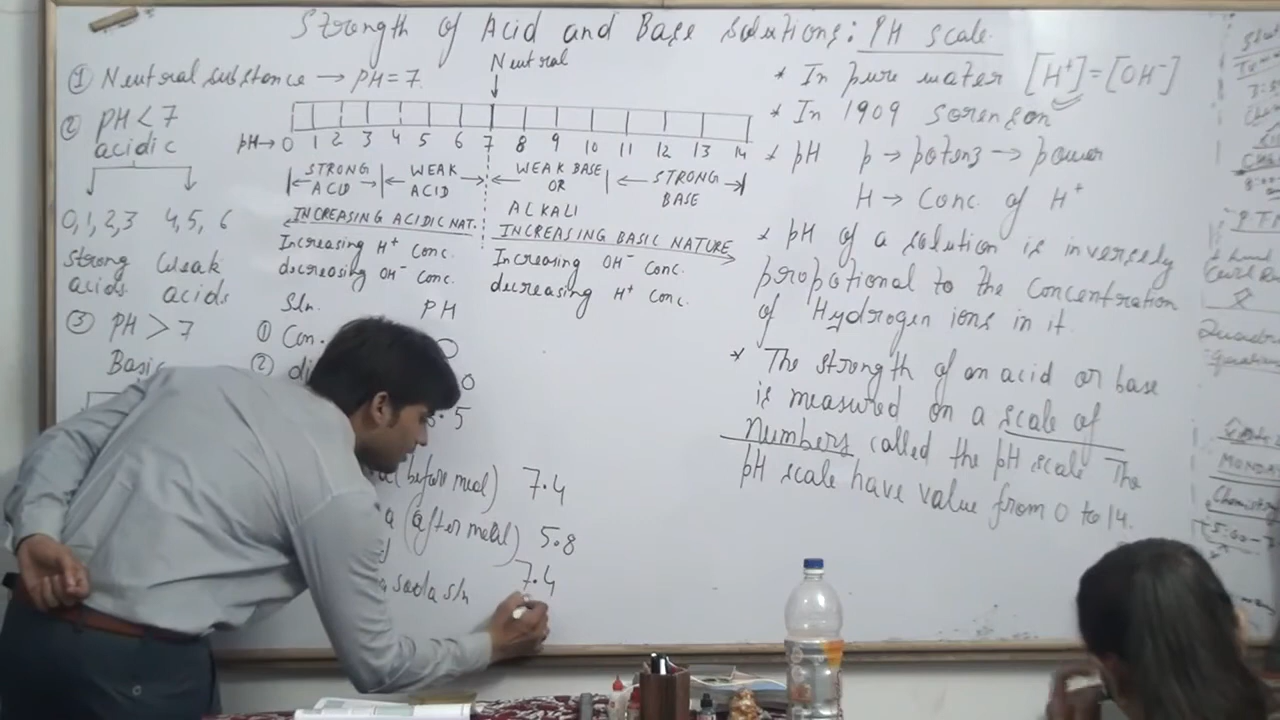 Strength of Acid and Base solutions: PH scale.
① Neutral substance → PH = 7.
② PH < 7
acidic
0, 1, 2, 3 4, 5, 6
strong weak
acids acids
③ PH > 7
Basic
Neutral
pH→ 0 1 2 3 4 5 6 7 8 9 10 11 12 13 14
STRONG ACID WEAK ACID WEAK BASE OR ALKALI STRONG BASE
INCREASING ACIDIC NAT.
Increasing H⁺ conc.
decreasing OH⁻ conc.
INCREASING BASIC NATURE
Increasing OH⁻ conc.
decreasing H⁺ conc.
Sln. PH
① Con.
②
(before meal) 7.4
(after meal) 5.8
soda sln 7.4
* In pure water [H⁺] = [OH⁻]
* In 1909 Sorenson
* pH p → potenz → power
H → Conc. of H⁺
* pH of a solution is inversely
propotional to the concentration
of Hydrogen ions in it.
* The strength of an acid or base
is measured on a scale of
numbers called the pH scale The
pH scale have value from 0 to 14.
MONDAY
Chemistry